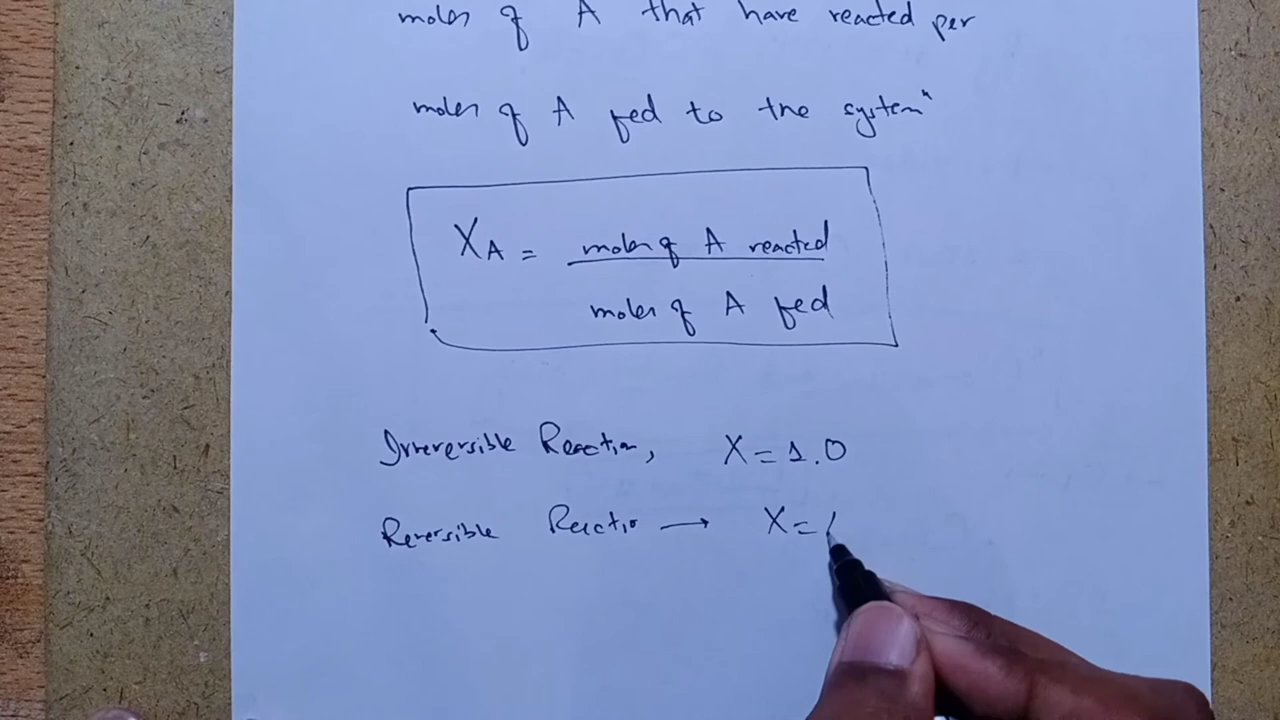 moles of A that have reacted per
moles of A fed to the system"
XA = moles of A reacted
moles of A fed
Irreversible Reaction, X = 1.0
Reversible Reactio → X =